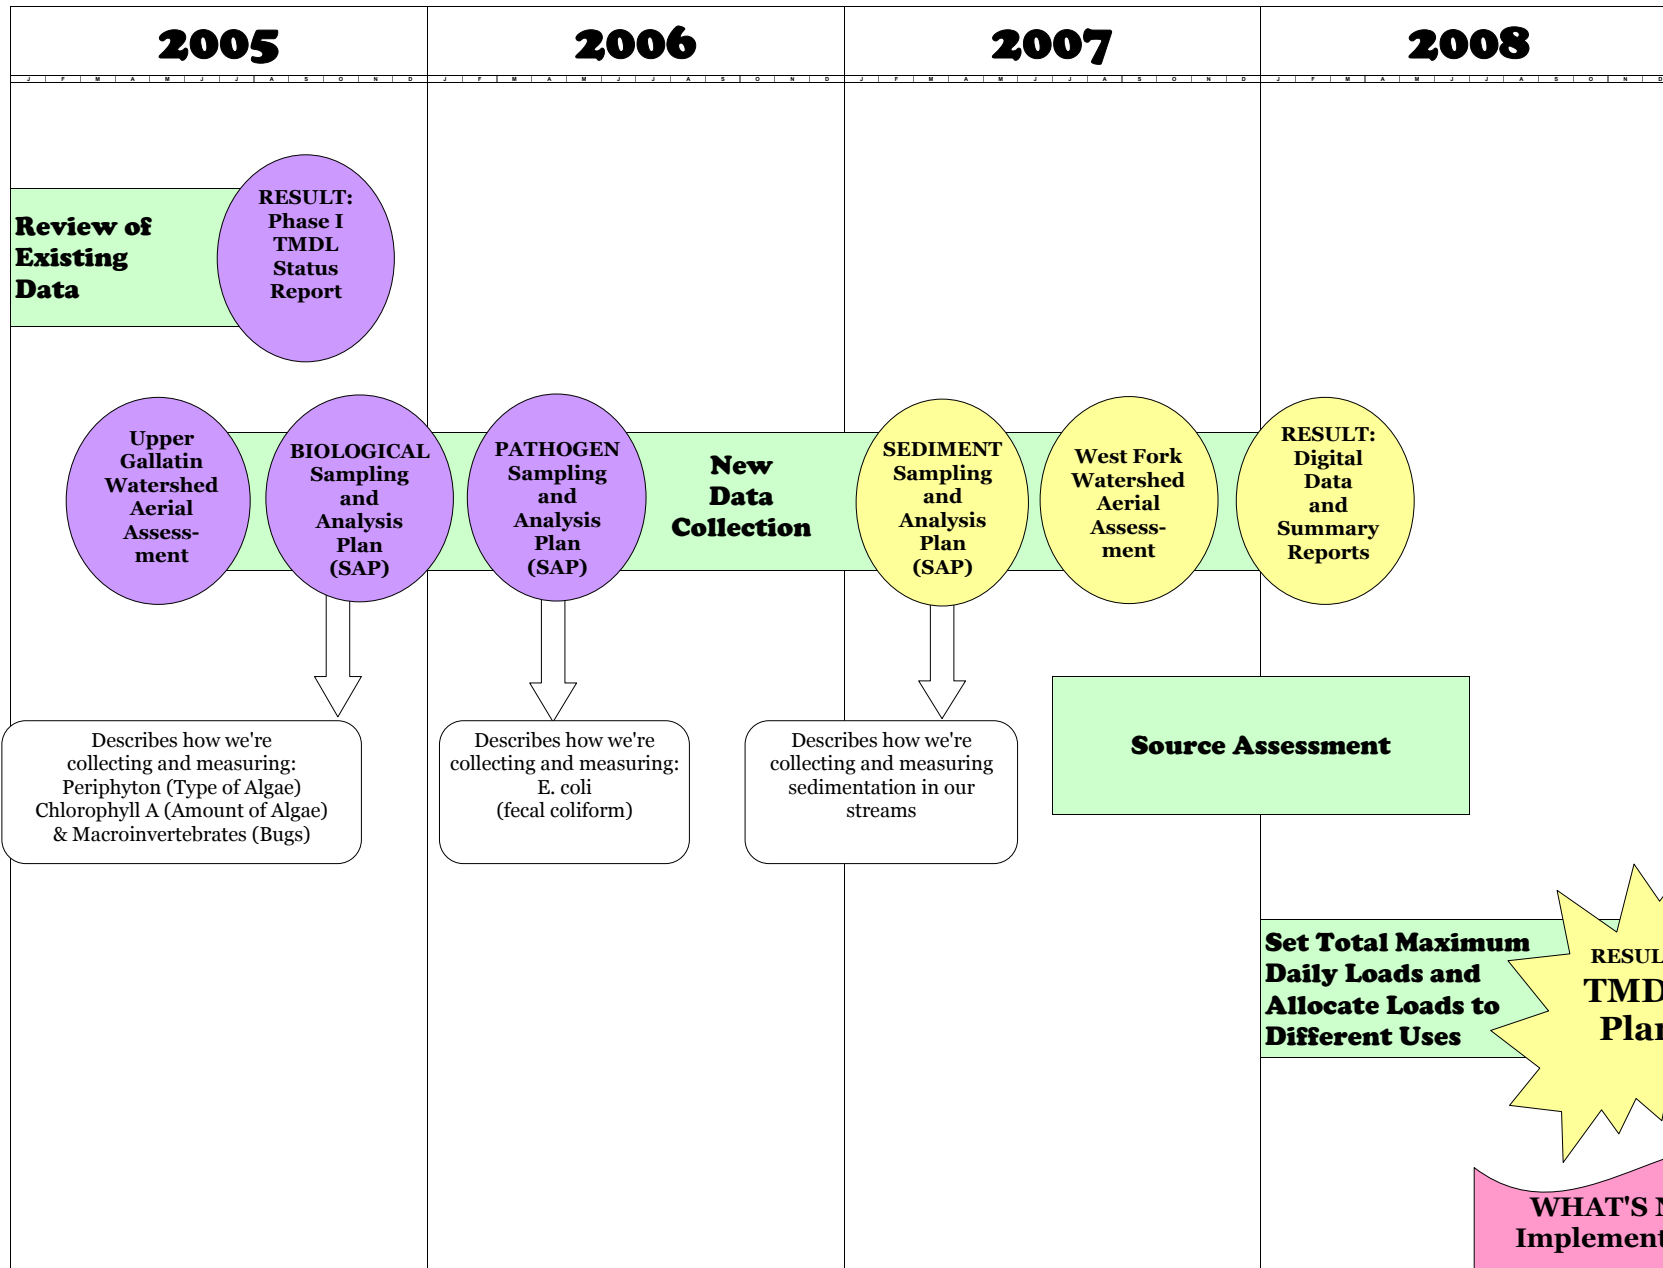 2005
2006
2007
2008
J F M A M J J A S O N D
J F M A M J J A S O N D
J F M A M J J A S O N D
J F M A M J J A S O N D
Review of
Existing
Data
RESULT:
Phase I
TMDL
Status
Report
Upper
Gallatin
Watershed
Aerial
Assess-
ment
BIOLOGICAL
Sampling
and
Analysis
Plan
(SAP)
PATHOGEN
Sampling
and
Analysis
Plan
(SAP)
New
Data
Collection
SEDIMENT
Sampling
and
Analysis
Plan
(SAP)
West Fork
Watershed
Aerial
Assess-
ment
RESULT:
Digital
Data
and
Summary
Reports
Describes how we're
collecting and measuring:
Periphyton (Type of Algae)
Chlorophyll A (Amount of Algae)
& Macroinvertebrates (Bugs)
Describes how we're
collecting and measuring:
E. coli
(fecal coliform)
Describes how we're
collecting and measuring
sedimentation in our
streams
Source Assessment
Set Total Maximum
Daily Loads and
Allocate Loads to
Different Uses
RESUL
TMD
Plan
WHAT'S N
Implement